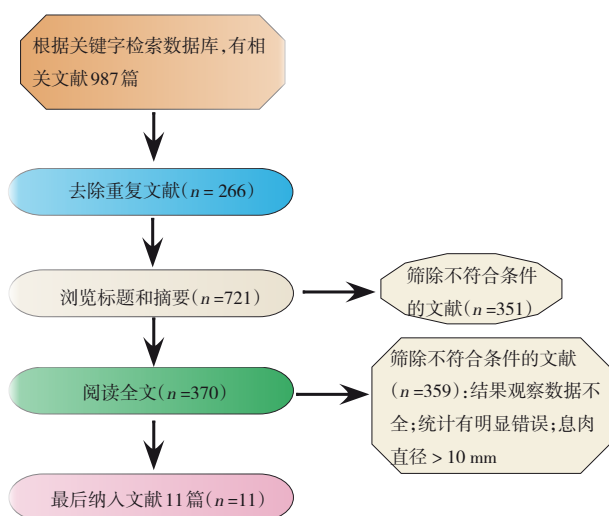 根据关键字检索数据库,有相
关文献987篇
去除重复文献(n = 266)
浏览标题和摘要(n =721)
筛除不符合条件
的文献(n =351)
阅读全文(n =370)
筛除不符合条件的文献
(n =359):结果观察数据不
全;统计有明显错误;息肉
直径 > 10 mm
最后纳入文献11篇(n =11)